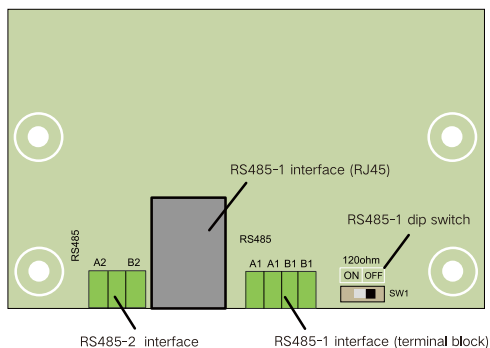 RS485-1 interface (RJ45)
RS485-1 dip switch
RS485
A2 B2
RS485
A1 A1 B1 B1
120ohm
ON OFF
SW1
RS485-2 interface
RS485-1 interface (terminal block)